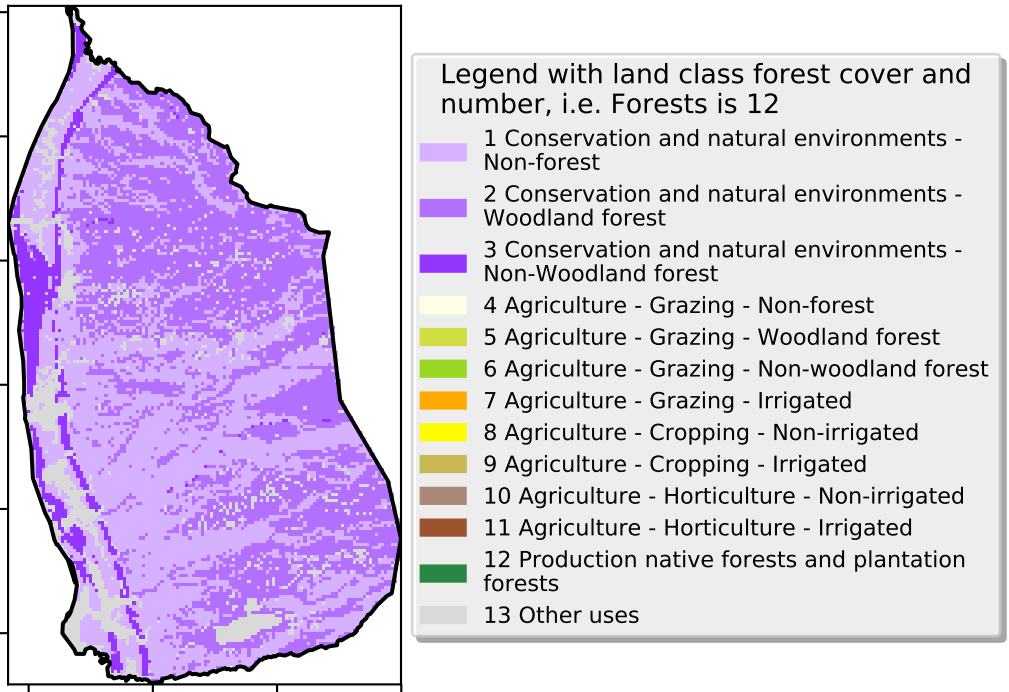 Legend with land class forest cover and
number, i.e. Forests is 12
1 Conservation and natural environments -
Non-forest
2 Conservation and natural environments -
Woodland forest
3 Conservation and natural environments -
Non-Woodland forest
4 Agriculture - Grazing - Non-forest
5 Agriculture - Grazing - Woodland forest
6 Agriculture - Grazing - Non-woodland forest
7 Agriculture - Grazing - Irrigated
8 Agriculture - Cropping - Non-irrigated
9 Agriculture - Cropping - Irrigated
10 Agriculture - Horticulture - Non-irrigated
11 Agriculture - Horticulture - Irrigated
12 Production native forests and plantation
forests
13 Other uses